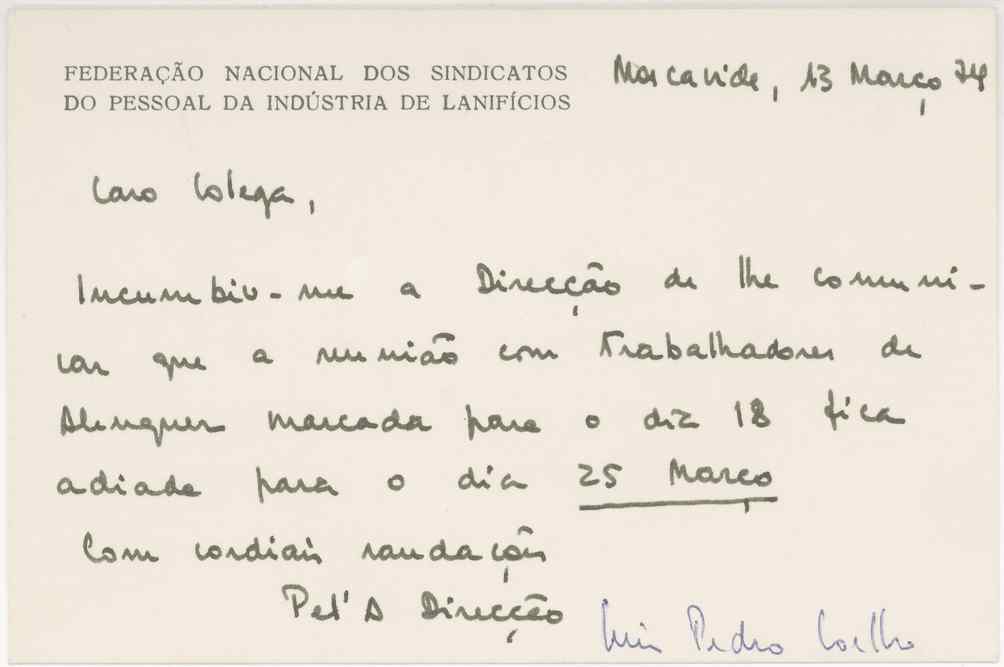 FEDERAÇÃO NACIONAL DOS SINDICATOS
DO PESSOAL DA INDÚSTRIA DE LANIFÍCIOS
Moscavide, 13 Março 74
Caro Colega,
Incumbiu-me a Direcção de lhe comuni-
car que a reunião com Trabalhadores de
Alenquer marcada para o dia 18 fica
adiada para o dia 25 Março
Com cordiais saudações
Pel'A Direcção
Luis Pedro Coelho